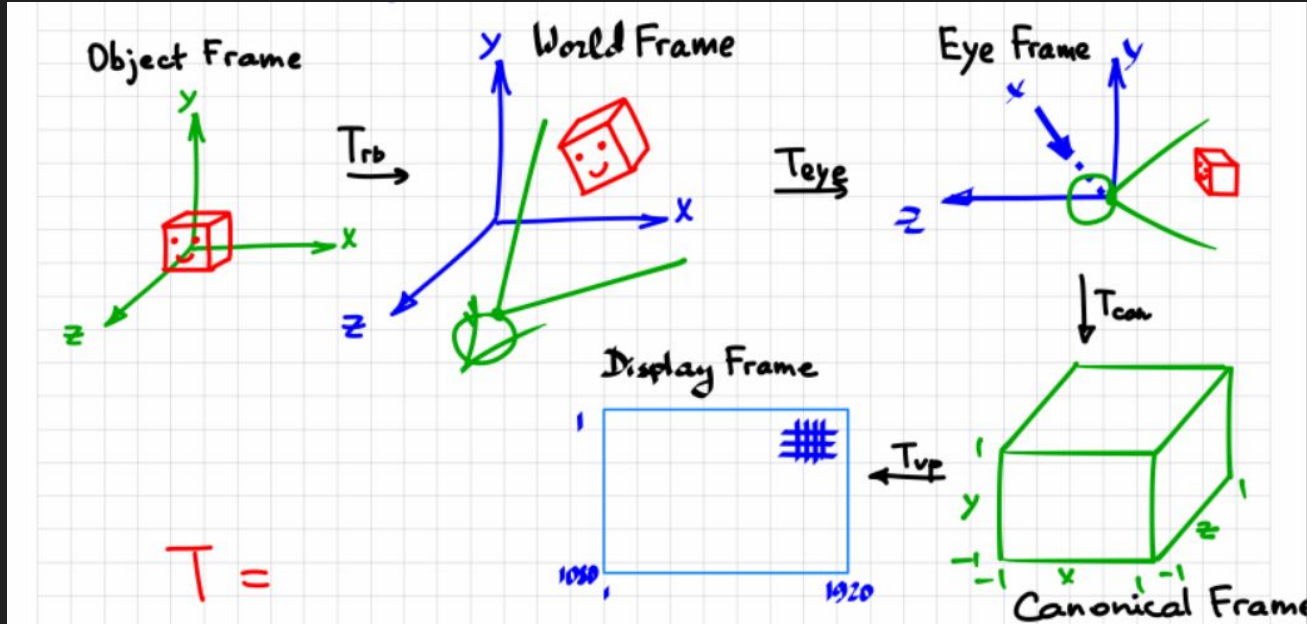 Object Frame
y
x
z
Trb
World Frame
y
x
z
Teye
Eye Frame
y
x
z
Tcan
Display Frame
1
1080
1
1920
Tvp
1
y
-1
-1
x
1
-1
z
1
Canonical Frame
T =